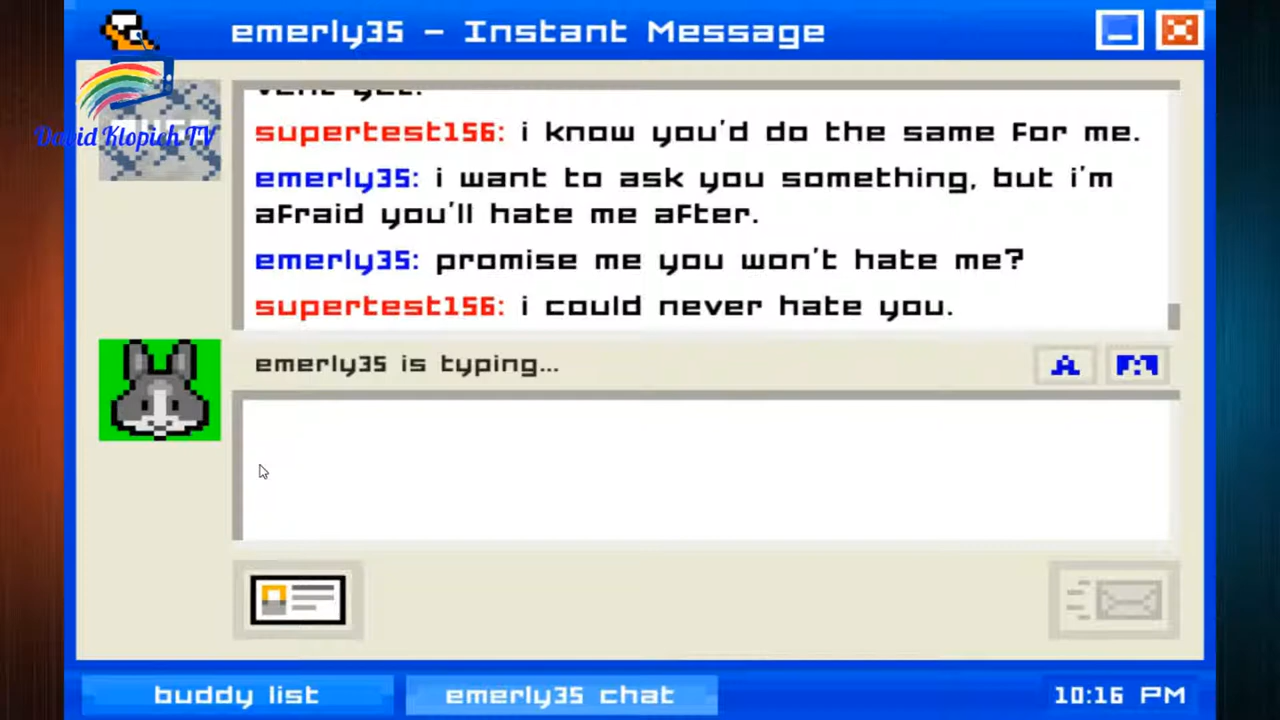 emerly35 - Instant Message
David Klopich TV
supertest156: i know you'd do the same for me.
emerly35: i want to ask you something, but i'm
afraid you'll hate me after.
emerly35: promise me you won't hate me?
supertest156: i could never hate you.
emerly35 is typing...
A
buddy list
emerly35 chat
10:16 PM